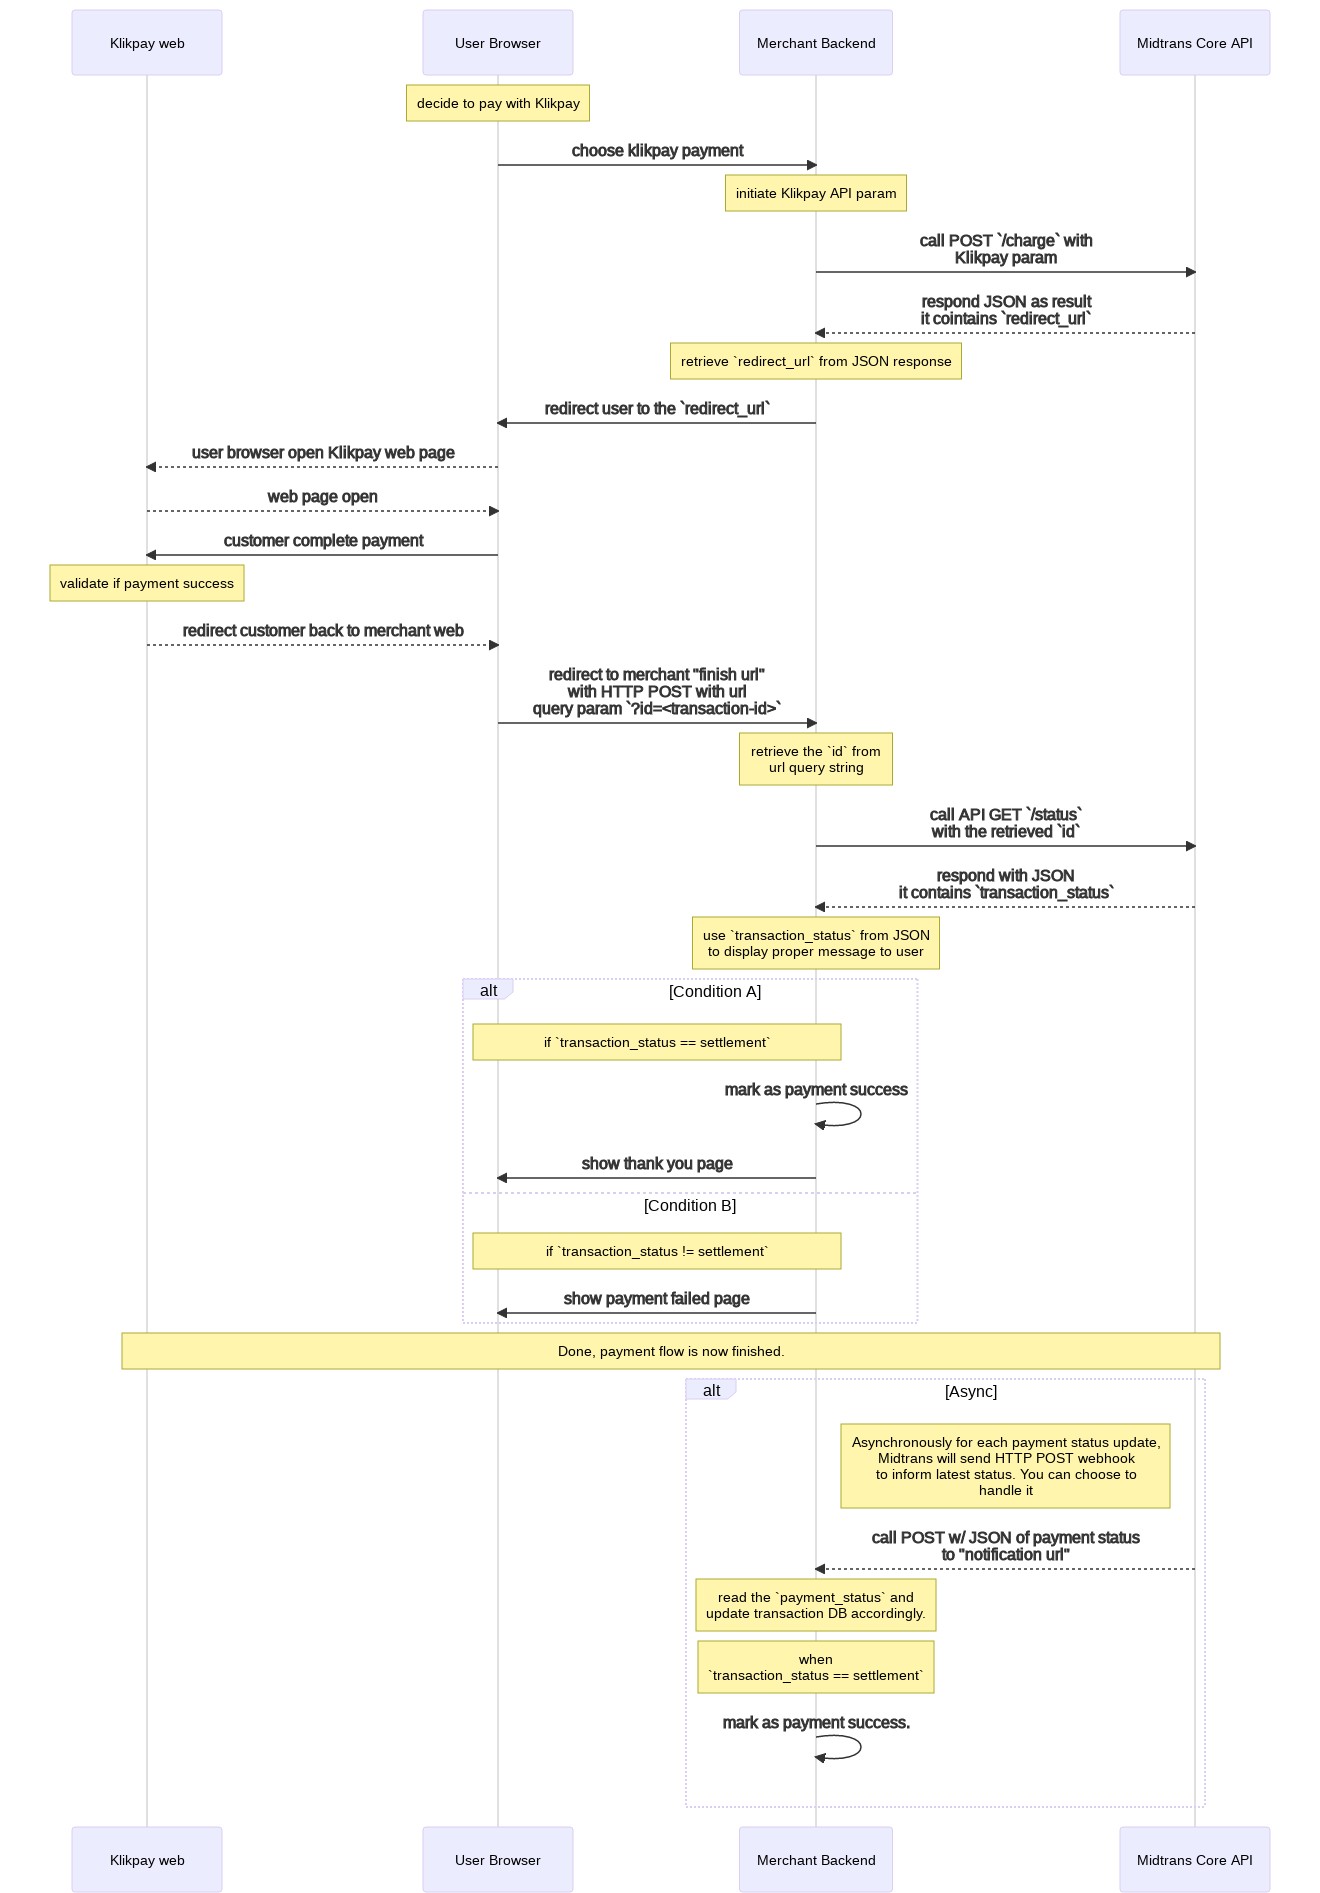 Klikpay web
User Browser
Merchant Backend
Midtrans Core API
decide to pay with Klikpay
choose klikpay payment
initiate Klikpay API param
call POST `/charge` with
Klikpay param
respond JSON as result
it cointains `redirect_url`
retrieve `redirect_url` from JSON response
redirect user to the `redirect_url`
user browser open Klikpay web page
web page open
customer complete payment
validate if payment success
redirect customer back to merchant web
redirect to merchant "finish url"
with HTTP POST with url
query param `?id=<transaction-id>`
retrieve the `id` from
url query string
call API GET `/status`
with the retrieved `id`
respond with JSON
it contains `transaction_status`
use `transaction_status` from JSON
to display proper message to user
alt
[Condition A]
if `transaction_status == settlement`
mark as payment success
show thank you page
[Condition B]
if `transaction_status != settlement`
show payment failed page
Done, payment flow is now finished.
alt
[Async]
Asynchronously for each payment status update,
Midtrans will send HTTP POST webhook
to inform latest status. You can choose to
handle it
call POST w/ JSON of payment status
to "notification url"
read the `payment_status` and
update transaction DB accordingly.
when
`transaction_status == settlement`
mark as payment success.
Klikpay web
User Browser
Merchant Backend
Midtrans Core API